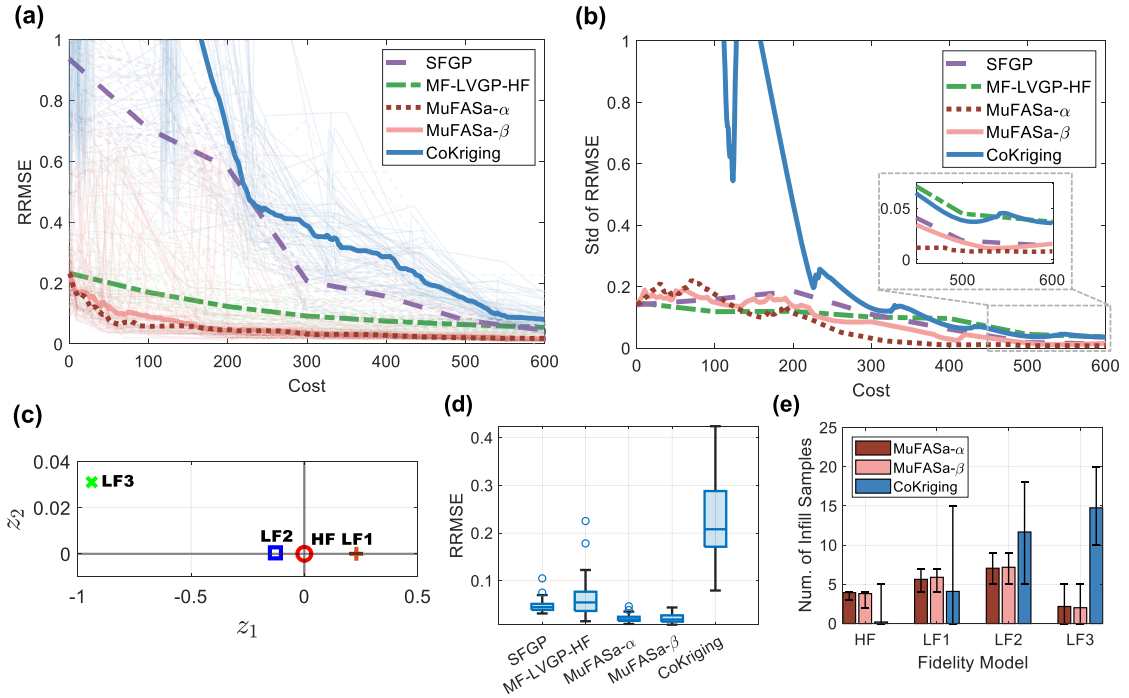 (a)
1
0.8
0.6
0.4
0.2
0
RRMSE
0 100 200 300 400 500 600
Cost
SFGP
MF-LVGP-HF
MuFASa-α
MuFASa-β
CoKriging
(b)
1
0.8
0.6
0.4
0.2
0
Std of RRMSE
0 100 200 300 400 500 600
Cost
SFGP
MF-LVGP-HF
MuFASa-α
MuFASa-β
CoKriging
0.05
0
500 600
(c)
0.04
0.02
0
z2
LF3
LF2 HF LF1
-1 -0.5 0 0.5
z1
(d)
0.4
0.3
0.2
0.1
RRMSE
SFGP
MF-LVGP-HF
MuFASa-α
MuFASa-β
CoKriging
(e)
25
20
15
10
5
0
Num. of Infill Samples
MuFASa-α
MuFASa-β
CoKriging
HF LF1 LF2 LF3
Fidelity Model